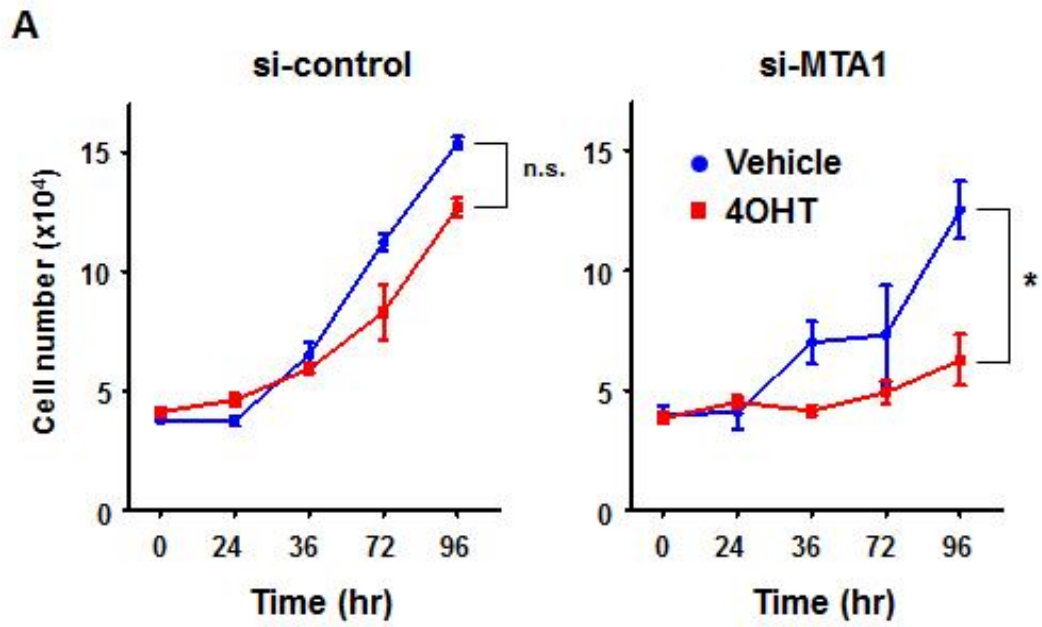 A
si-control
si-MTA1
Cell number (x10⁴)
15
10
5
0
n.s.
0 24 36 72 96
Time (hr)
15
10
5
0
Vehicle
4OHT
*
0 24 36 72 96
Time (hr)